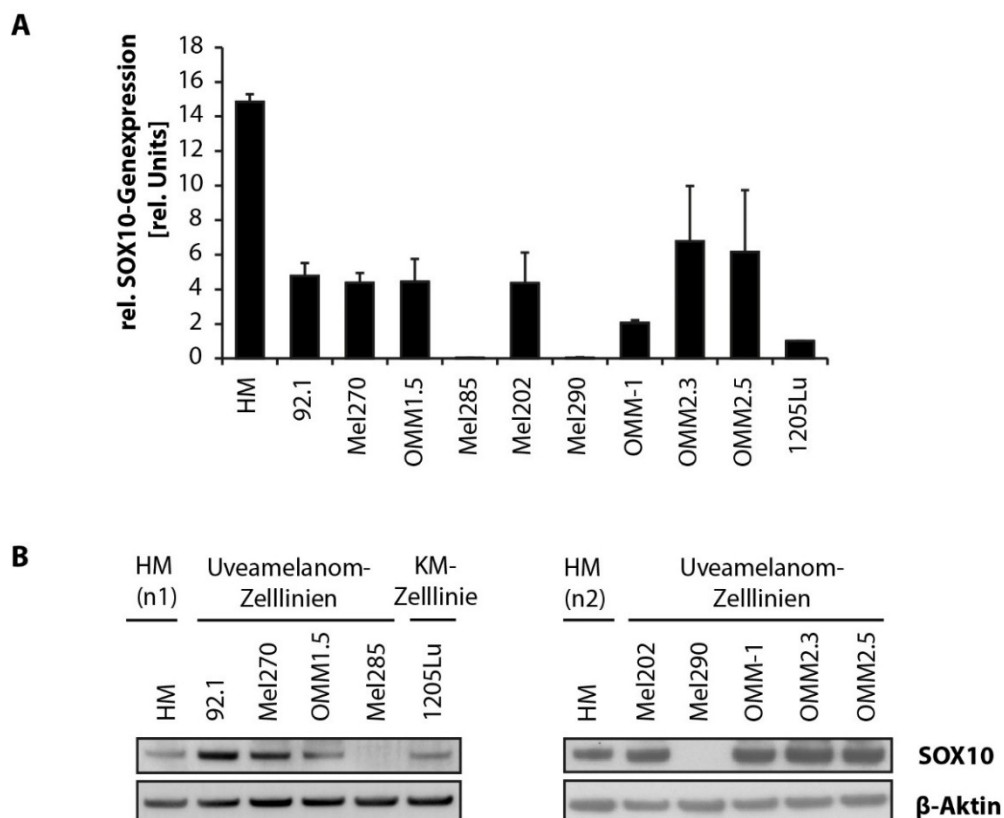 A
rel. SOX10-Genexpression
[rel. Units]
18
16
14
12
10
8
6
4
2
0
HM
92.1
Mel270
OMM1.5
Mel285
Mel202
Mel290
OMM-1
OMM2.3
OMM2.5
1205Lu
B
HM
(n1)
Uveamelanom-
Zelllinien
KM-
Zelllinie
HM
92.1
Mel270
OMM1.5
Mel285
1205Lu
HM
(n2)
Uveamelanom-
Zelllinien
HM
Mel202
Mel290
OMM-1
OMM2.3
OMM2.5
SOX10
β-Aktin